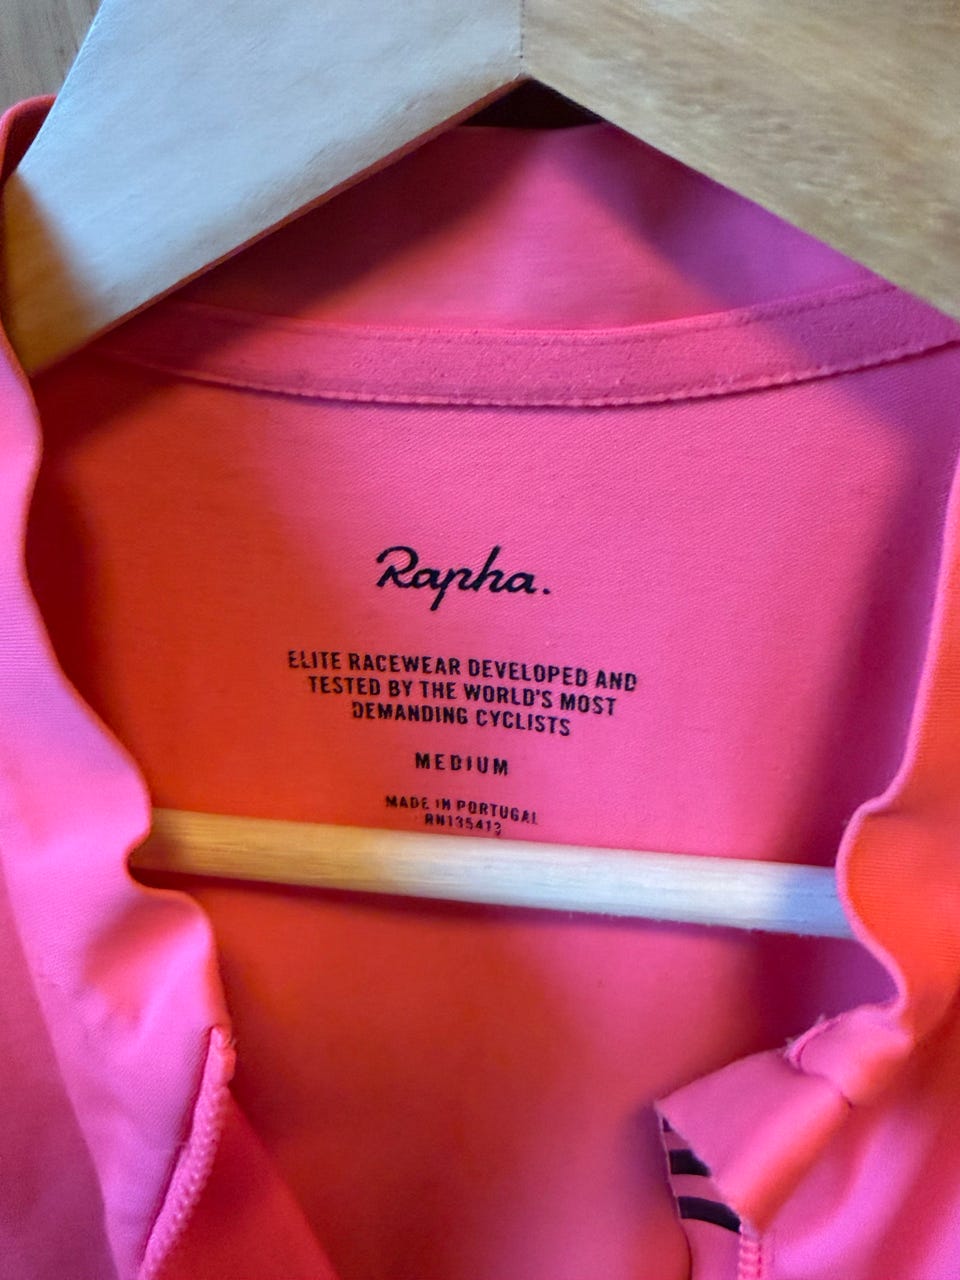 Rapha.
ELITE RACEWEAR DEVELOPED AND
TESTED BY THE WORLD'S MOST
DEMANDING CYCLISTS
MEDIUM
MADE IN PORTUGAL
RN135413